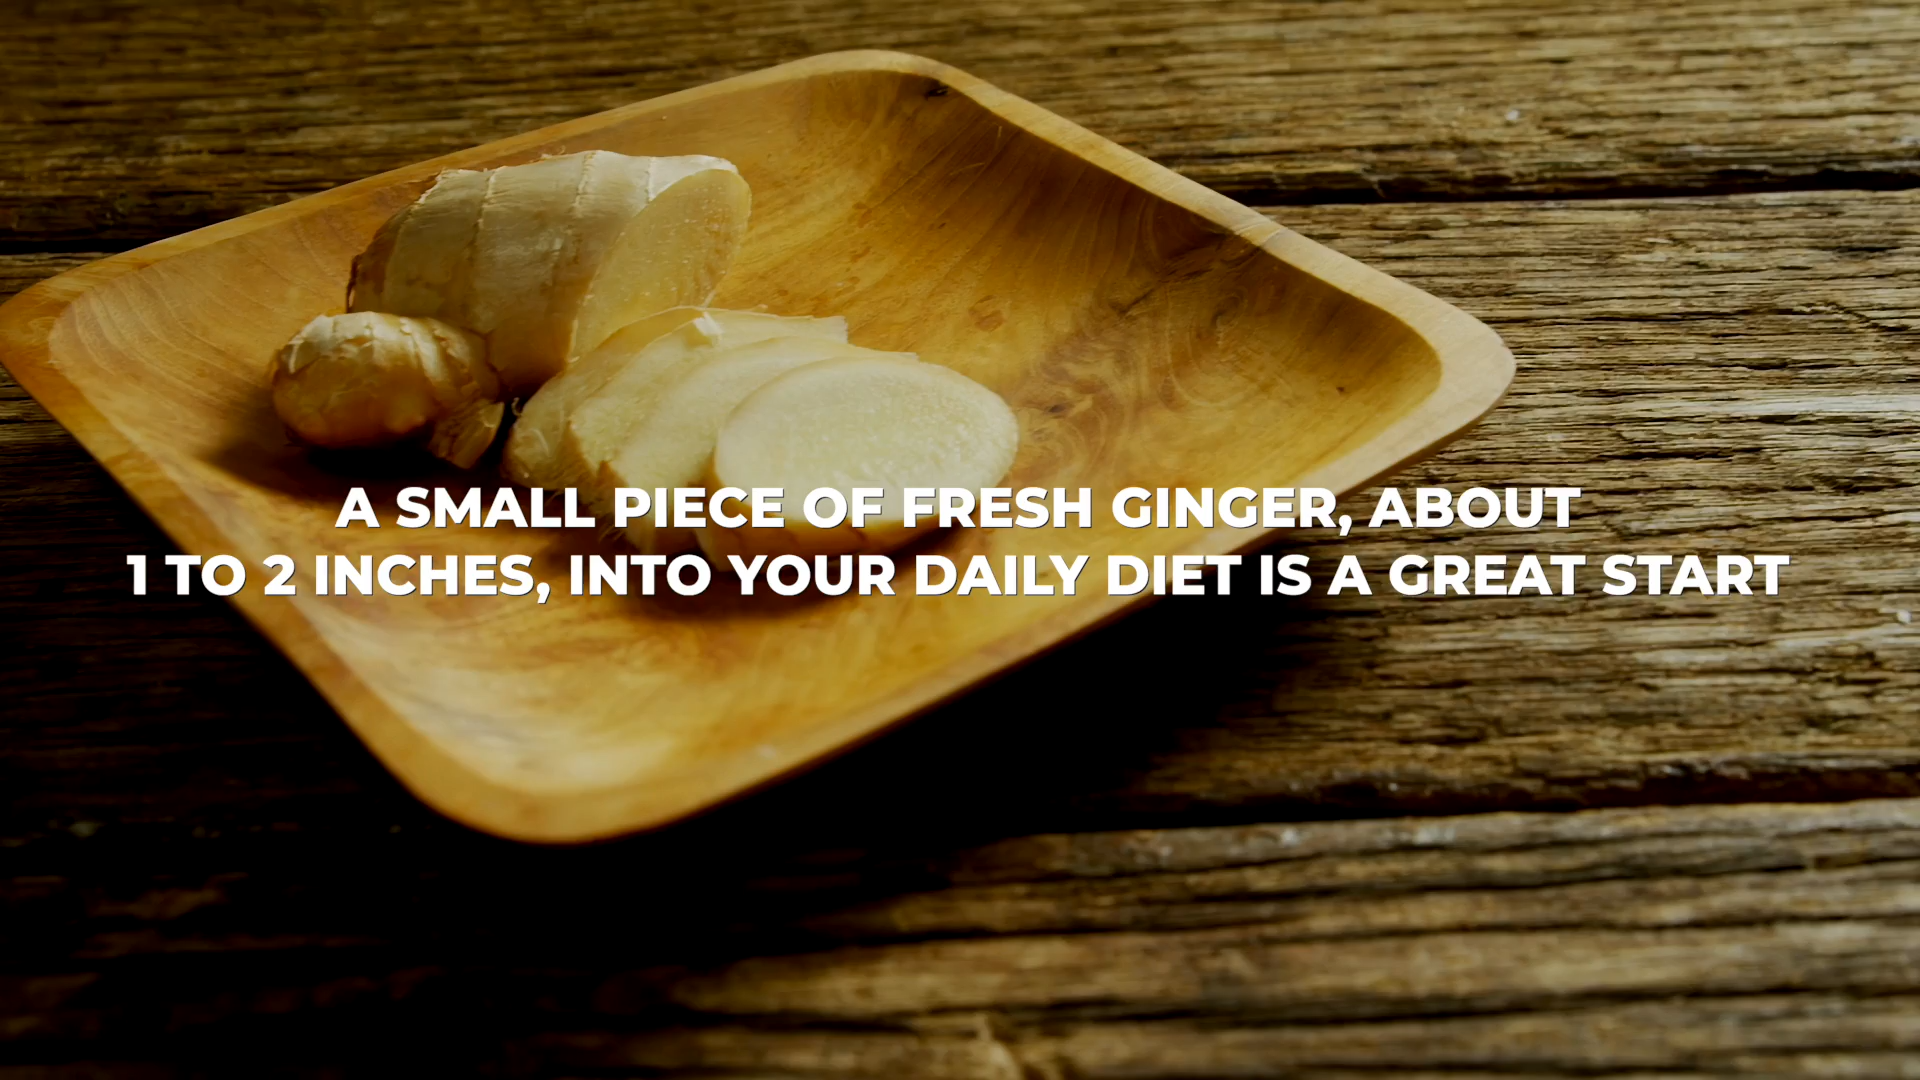 A SMALL PIECE OF FRESH GINGER, ABOUT
1 TO 2 INCHES, INTO YOUR DAILY DIET IS A GREAT START